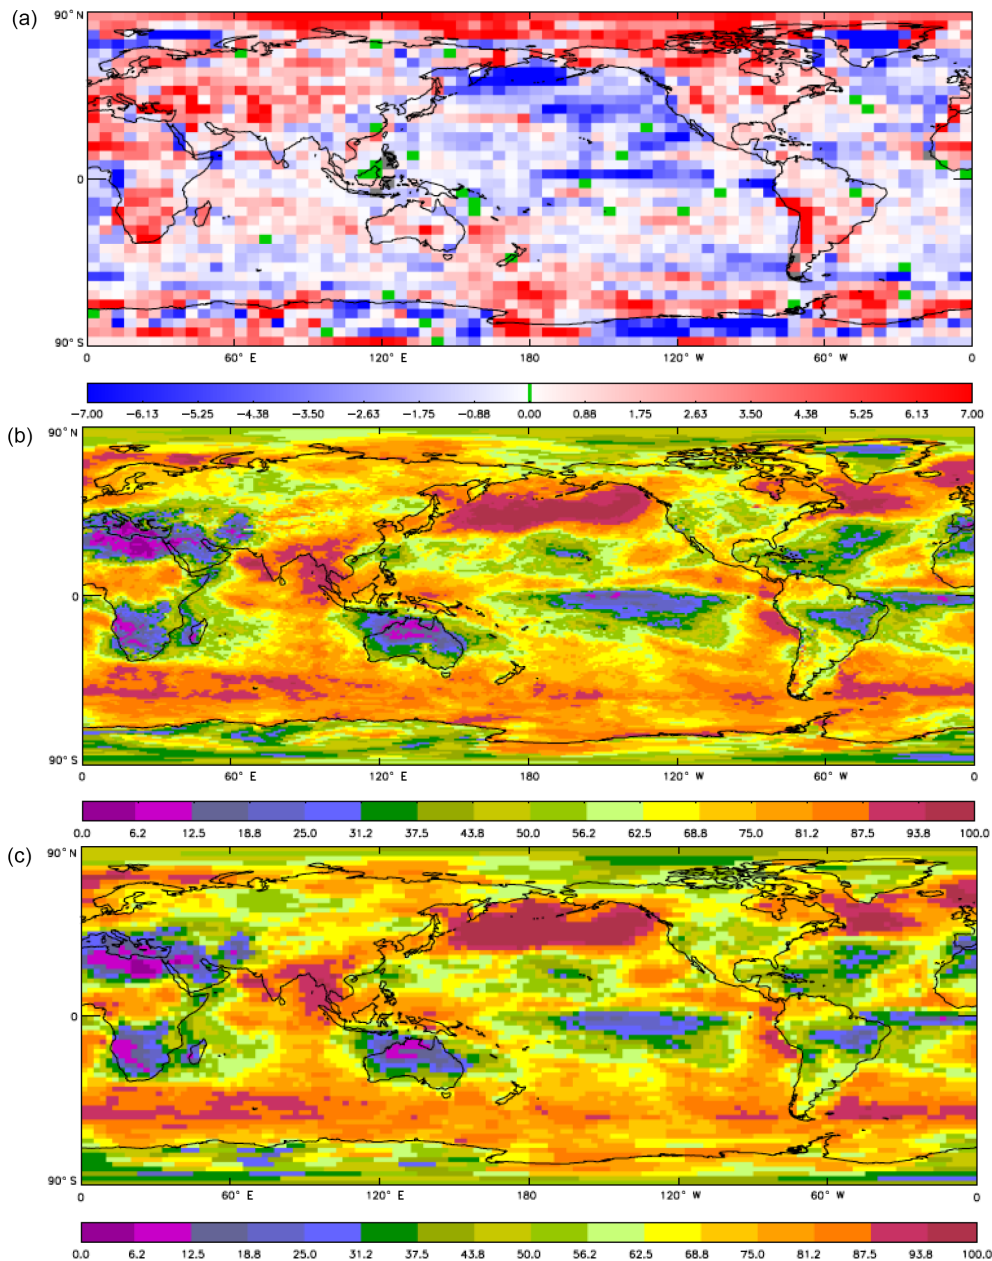 (a)
90° N
0
90° S
0 60° E 120° E 180 120° W 60° W 0
-7.00 -6.13 -5.25 -4.38 -3.50 -2.63 -1.75 -0.88 0.00 0.88 1.75 2.63 3.50 4.38 5.25 6.13 7.00
(b)
90° N
0
90° S
0 60° E 120° E 180 120° W 60° W 0
0.0 6.2 12.5 18.8 25.0 31.2 37.5 43.8 50.0 56.2 62.5 68.8 75.0 81.2 87.5 93.8 100.0
(c)
90° N
0
90° S
0 60° E 120° E 180 120° W 60° W 0
0.0 6.2 12.5 18.8 25.0 31.2 37.5 43.8 50.0 56.2 62.5 68.8 75.0 81.2 87.5 93.8 100.0